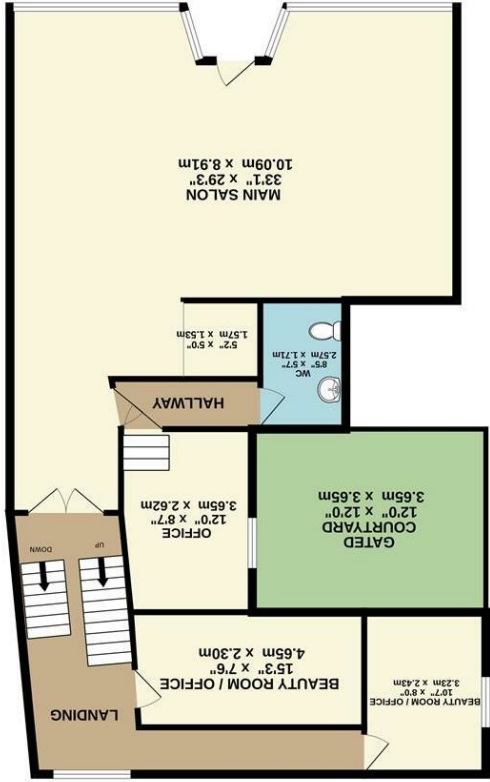 LANDING
BEAUTY ROOM / OFFICE
10'7" x 8'0"
3.23m x 2.43m
BEAUTY ROOM / OFFICE
15'3" x 7'6"
4.65m x 2.30m
UP
DOWN
GATED
COURTYARD
12'0" x 12'0"
3.65m x 3.65m
OFFICE
12'0" x 8'7"
3.65m x 2.62m
HALLWAY
WC
8'5" x 5'7"
2.57m x 1.71m
5'2" x 5'0"
1.57m x 1.53m
MAIN SALON
33'1" x 29'3"
10.09m x 8.91m